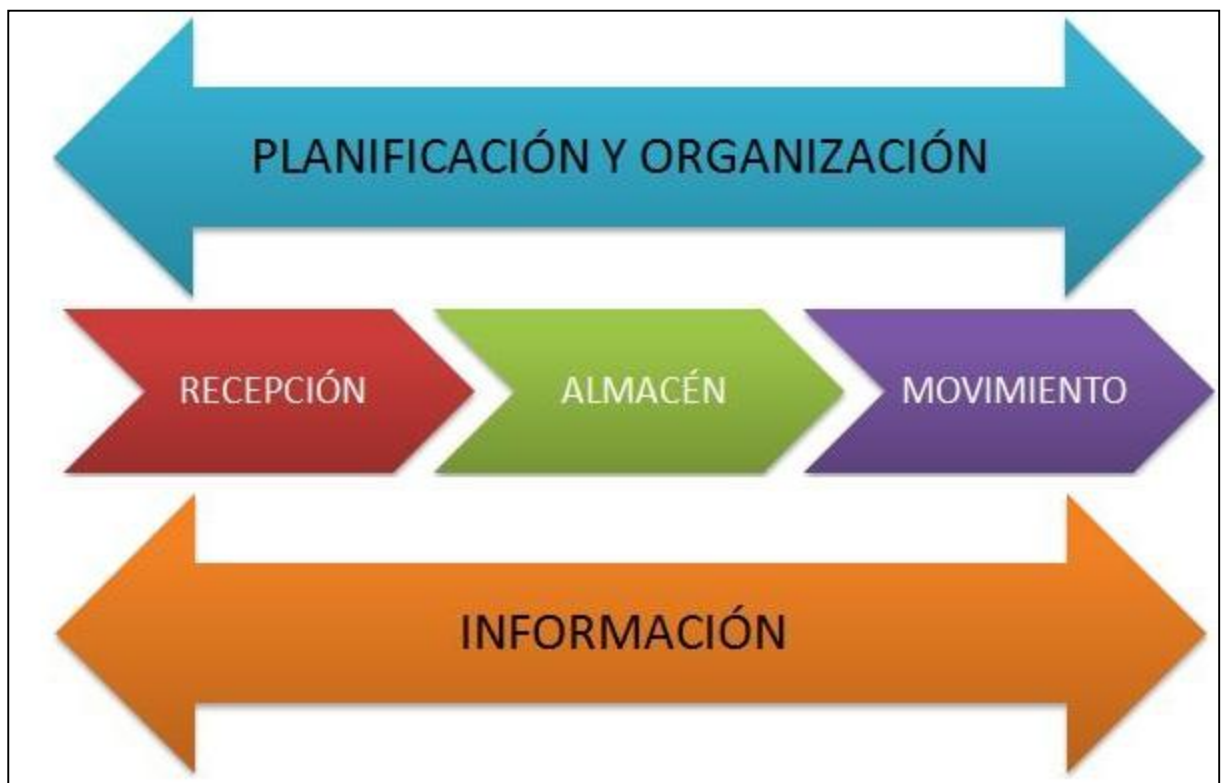 PLANIFICACIÓN Y ORGANIZACIÓN
RECEPCIÓN
ALMACÉN
MOVIMIENTO
INFORMACIÓN